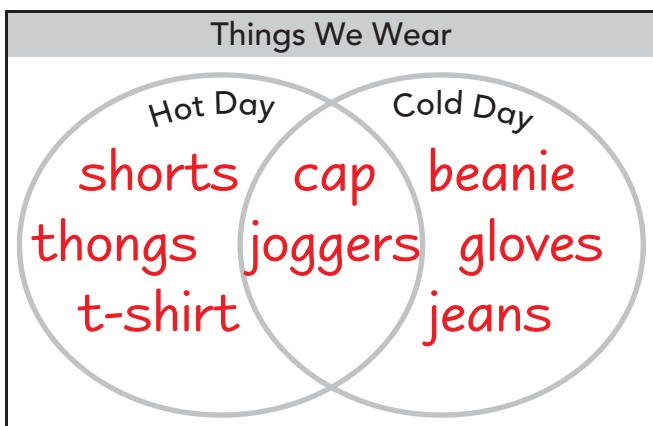 Things We Wear
Hot Day
Cold Day
shorts cap beanie
thongs joggers gloves
t-shirt jeans